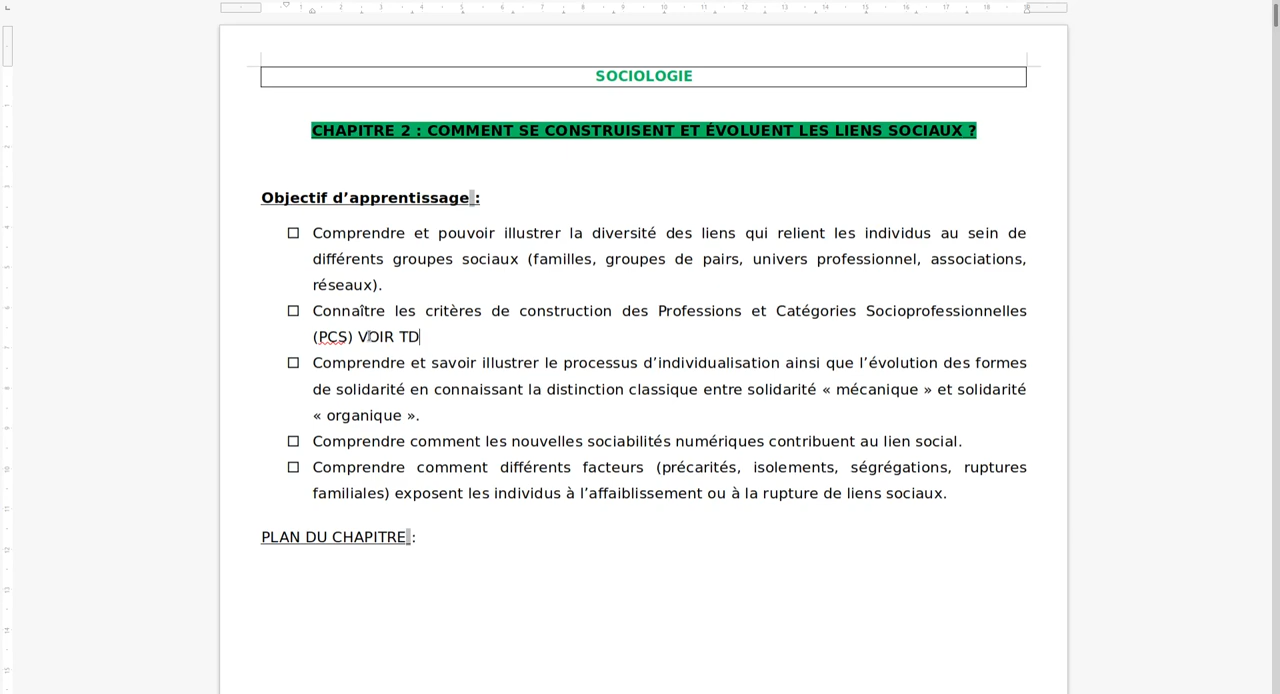 SOCIOLOGIE
CHAPITRE 2 : COMMENT SE CONSTRUISENT ET ÉVOLUENT LES LIENS SOCIAUX ?
Objectif d’apprentissage :
☐ Comprendre et pouvoir illustrer la diversité des liens qui relient les individus au sein de
différents groupes sociaux (familles, groupes de pairs, univers professionnel, associations,
réseaux).
☐ Connaître les critères de construction des Professions et Catégories Socioprofessionnelles
(PCS) VOIR TD
☐ Comprendre et savoir illustrer le processus d’individualisation ainsi que l’évolution des formes
de solidarité en connaissant la distinction classique entre solidarité « mécanique » et solidarité
« organique ».
☐ Comprendre comment les nouvelles sociabilités numériques contribuent au lien social.
☐ Comprendre comment différents facteurs (précarités, isolements, ségrégations, ruptures
familiales) exposent les individus à l’affaiblissement ou à la rupture de liens sociaux.
PLAN DU CHAPITRE :